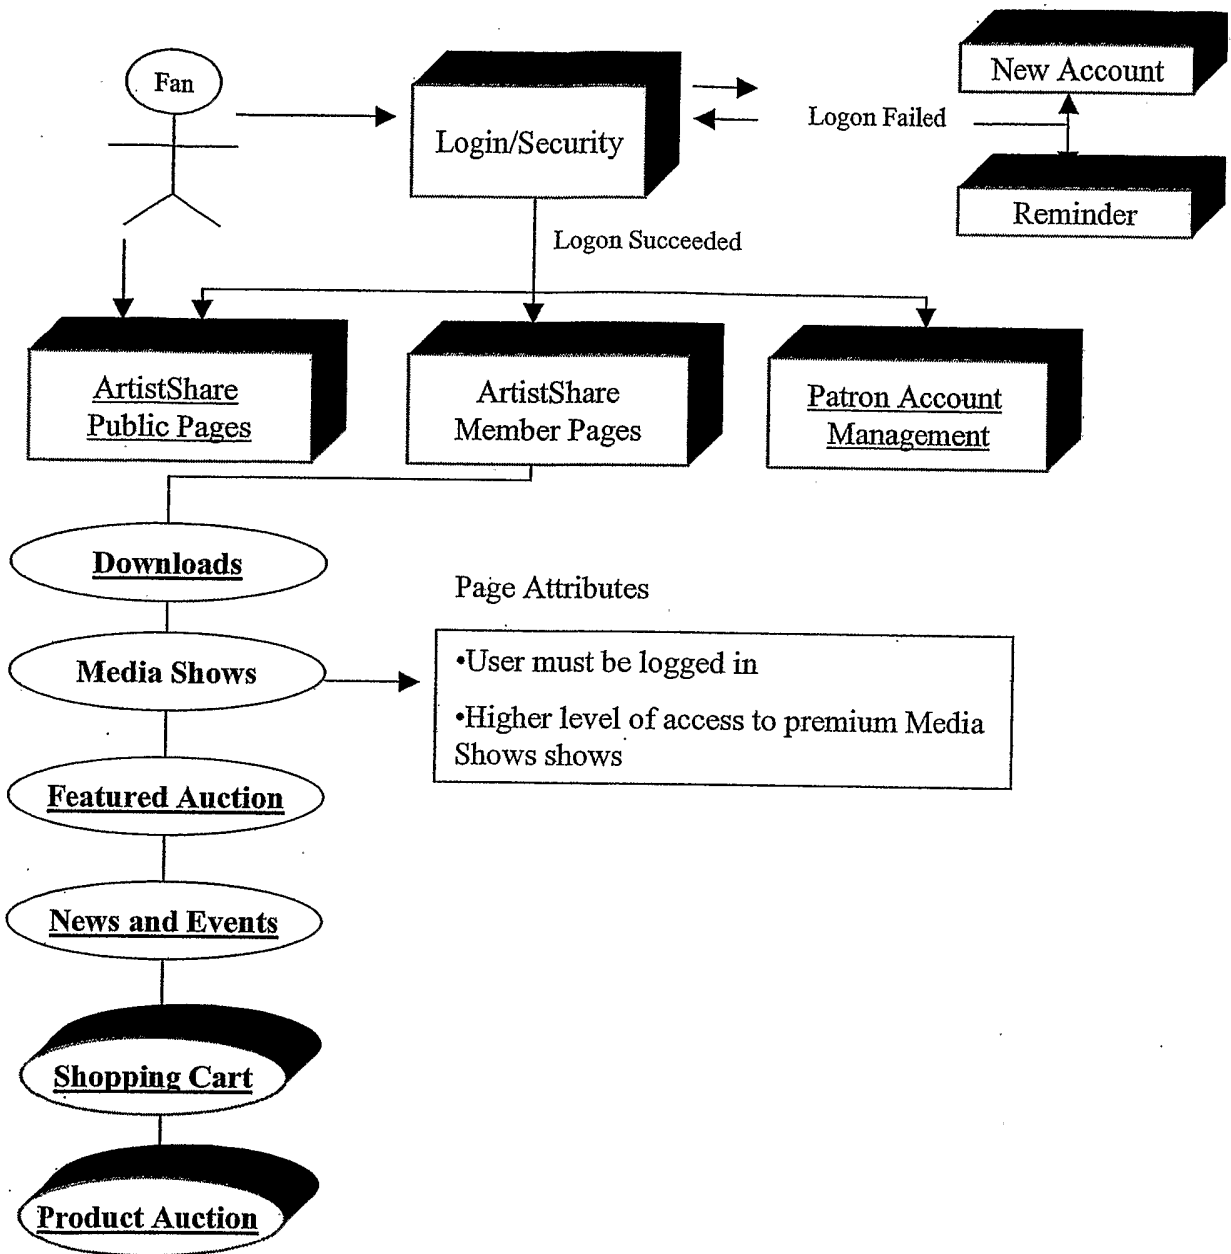 Fan
Login/Security
New Account
Logon Failed
Reminder
Logon Succeeded
ArtistShare
Public Pages
ArtistShare
Member Pages
Patron Account
Management
Downloads
Page Attributes
Media Shows
•User must be logged in
•Higher level of access to premium Media
Shows shows
Featured Auction
News and Events
Shopping Cart
Product Auction